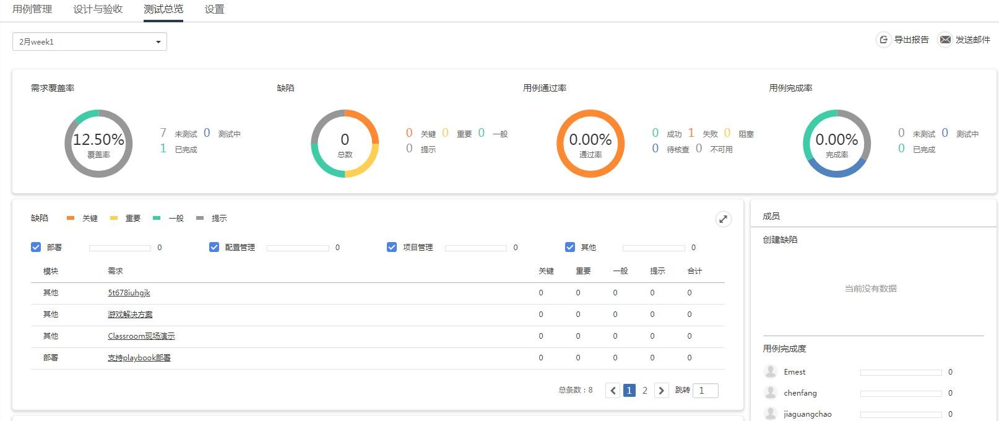 用例管理 设计与验收 测试总览 设置
2月week1 导出报告 发送邮件
需求覆盖率 缺陷 用例通过率 用例完成率
12.50% 覆盖率 7 未测试 0 测试中
1 已完成
0 总数 0 关键 0 重要 0 一般
0 提示
0.00% 通过率 0 成功 1 失败 0 阻塞
0 待核查 0 不可用
0.00% 完成率 0 未测试 0 测试中
0 已完成
缺陷 关键 重要 一般 提示
部署 0 配置管理 0 项目管理 0 其他 0
模块 需求 关键 重要 一般 提示 合计
其他 5t678iuhgjk 0 0 0 0 0
其他 游戏解决方案 0 0 0 0 0
其他 Classroom现场演示 0 0 0 0 0
部署 支持playbook部署 0 0 0 0 0
总条数：8 1 2 跳转 1
成员
创建缺陷
当前没有数据
用例完成度
Emest 0
chenfang 0
jiaguangchao 0